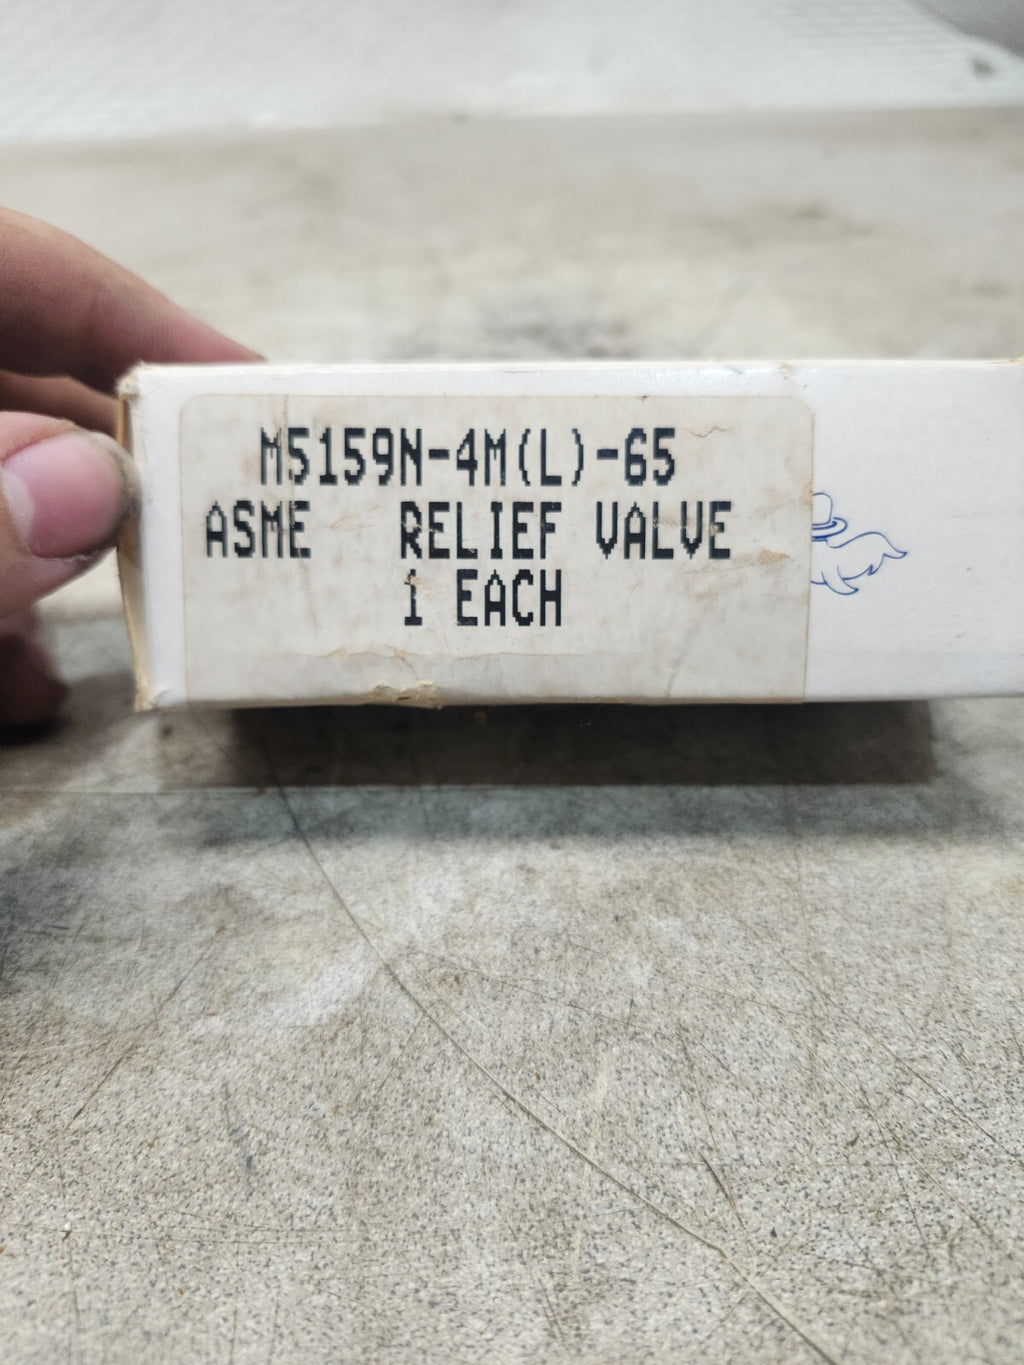 M5159N-4M(L)-65
ASME RELIEF VALVE
1 EACH